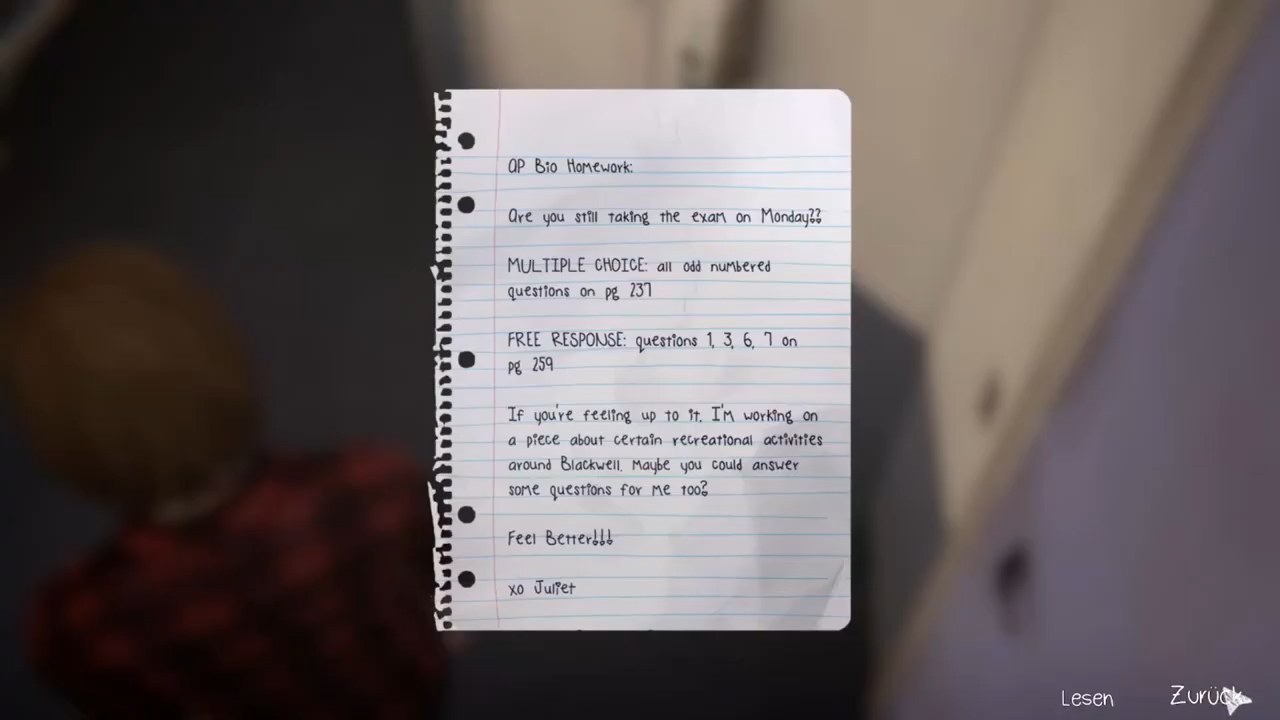 AP Bio Homework:
Are you still taking the exam on Monday??
MULTIPLE CHOICE: all odd numbered
questions on pg 237
FREE RESPONSE: questions 1, 3, 6, 7 on
pg 259
If you're feeling up to it. I'm working on
a piece about certain recreational activities
around Blackwell. Maybe you could answer
some questions for me too?
Feel Better!!!
xo Juliet
Lesen
Zurück